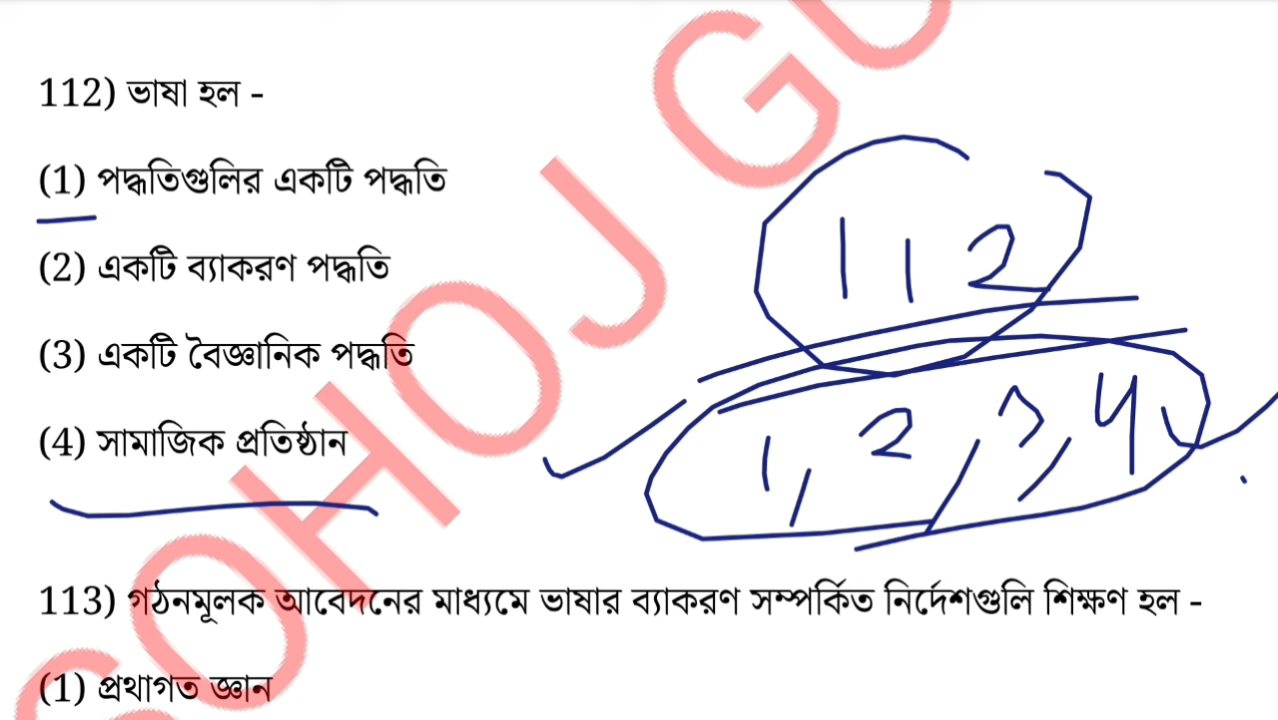 112) ভাষা হল -
(1) পদ্ধতিগুলির একটি পদ্ধতি
(2) একটি ব্যাকরণ পদ্ধতি
(3) একটি বৈজ্ঞানিক পদ্ধতি
(4) সামাজিক প্রতিষ্ঠান
112
1, 2, 3, 4
113) গঠনমূলক আবেদনের মাধ্যমে ভাষার ব্যাকরণ সম্পর্কিত নির্দেশগুলি শিক্ষণ হল -
(1) প্রথাগত জ্ঞান
SOHOJ GU